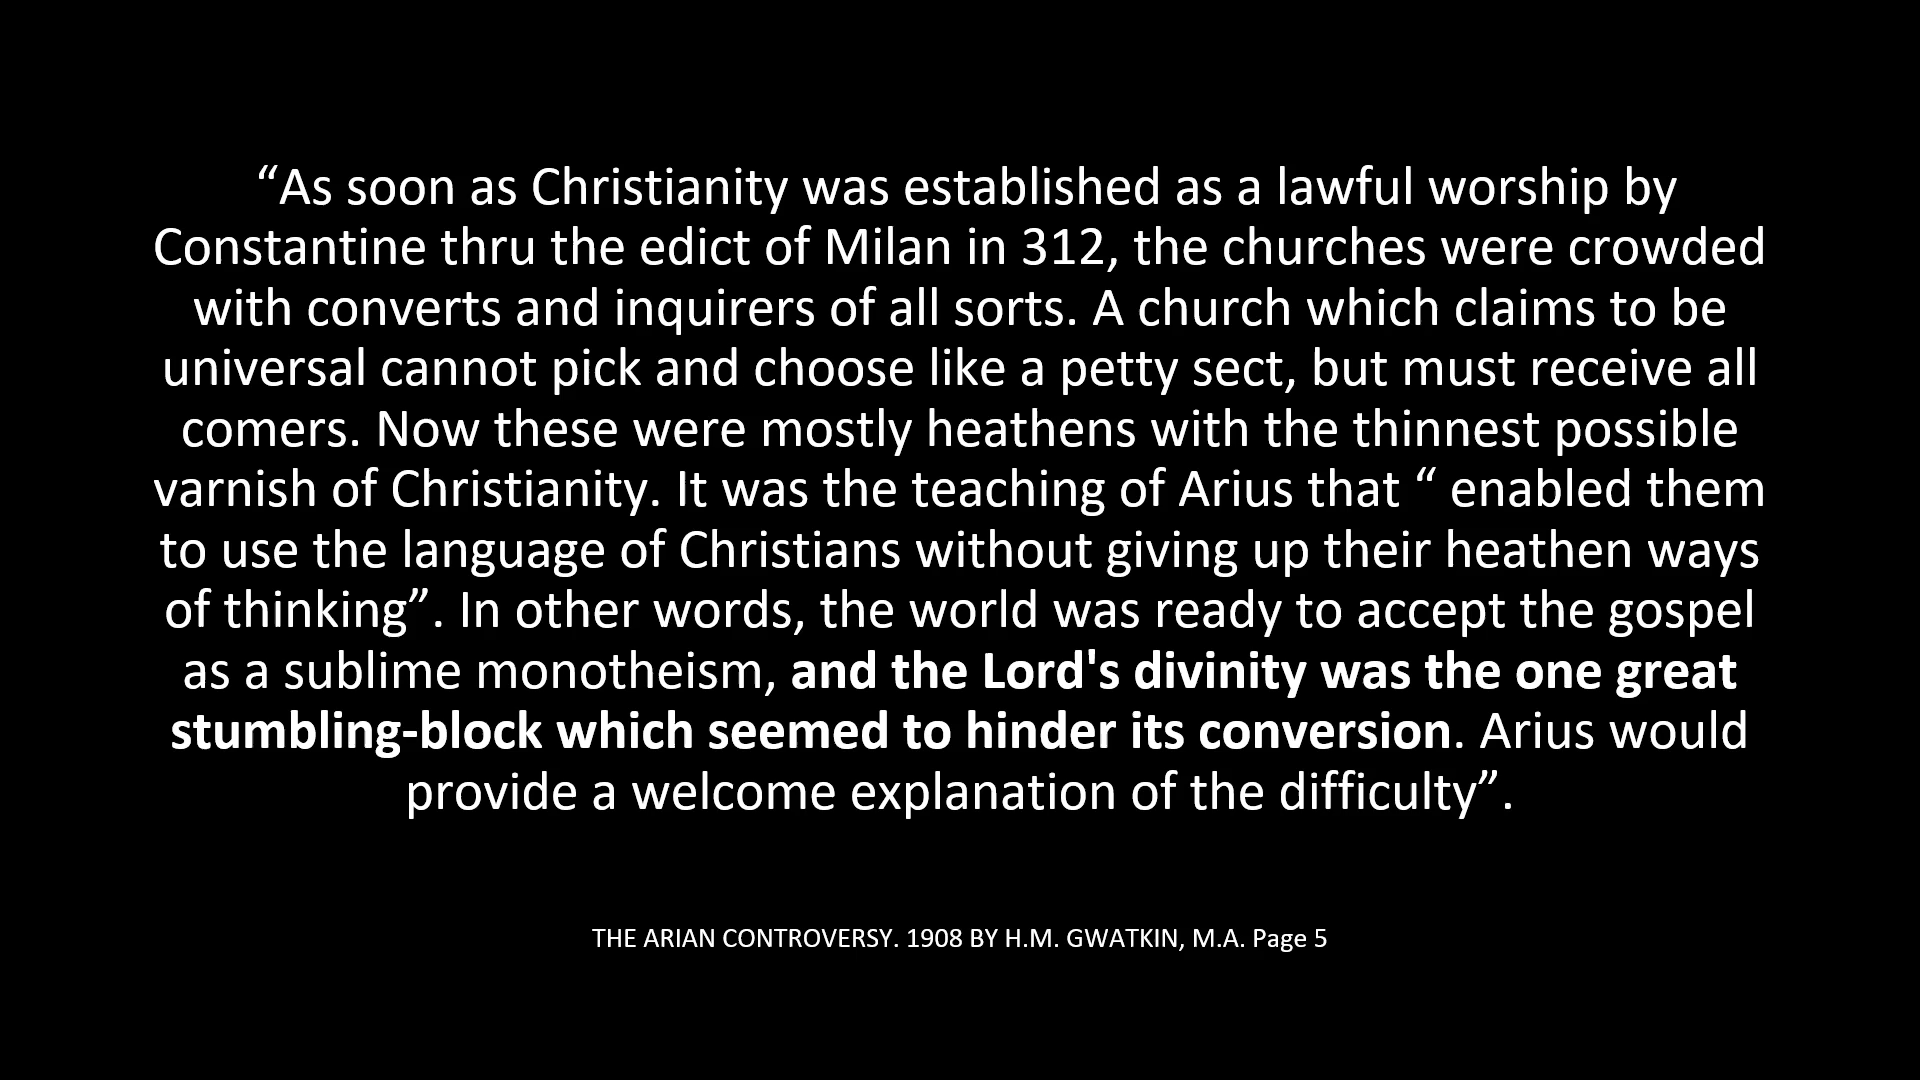 “As soon as Christianity was established as a lawful worship by
Constantine thru the edict of Milan in 312, the churches were crowded
with converts and inquirers of all sorts. A church which claims to be
universal cannot pick and choose like a petty sect, but must receive all
comers. Now these were mostly heathens with the thinnest possible
varnish of Christianity. It was the teaching of Arius that “ enabled them
to use the language of Christians without giving up their heathen ways
of thinking”. In other words, the world was ready to accept the gospel
as a sublime monotheism, and the Lord's divinity was the one great
stumbling-block which seemed to hinder its conversion. Arius would
provide a welcome explanation of the difficulty”.
THE ARIAN CONTROVERSY. 1908 BY H.M. GWATKIN, M.A. Page 5